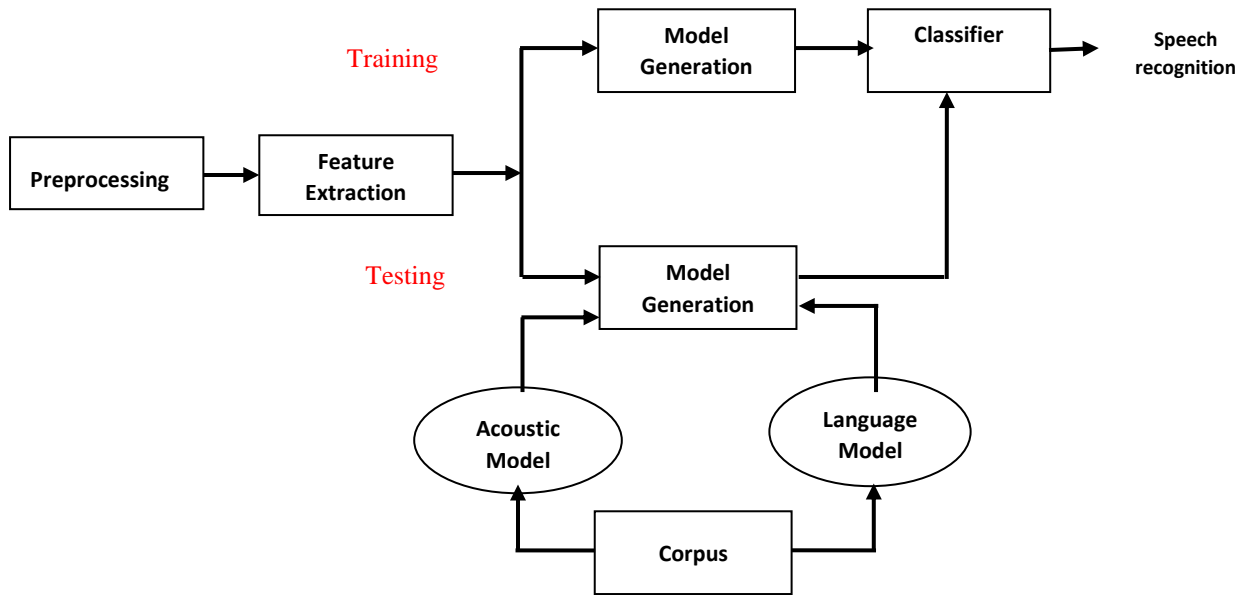 Training
Model
Generation
Classifier
Speech
recognition
Preprocessing
Feature
Extraction
Testing
Model
Generation
Acoustic
Model
Language
Model
Corpus